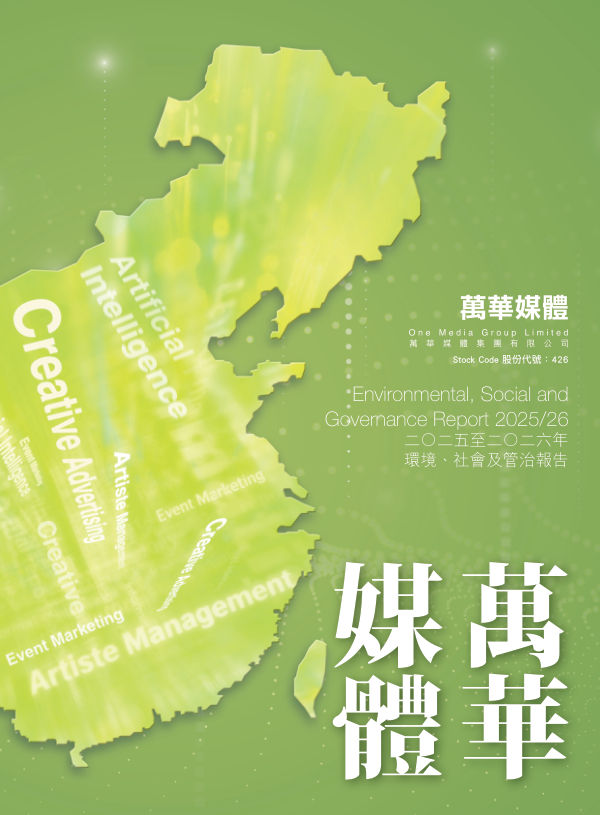 萬華媒體
One Media Group Limited
萬華媒體集團有限公司
Stock Code 股份代號：426
Environmental, Social and
Governance Report 2025/26
二〇二五至二〇二六年
環境、社會及管治報告
Artificial
Intelligence
Creative Advertising
Artiste Management
Event Marketing
Creative
Event Marketing
Artiste Management
萬華
媒體